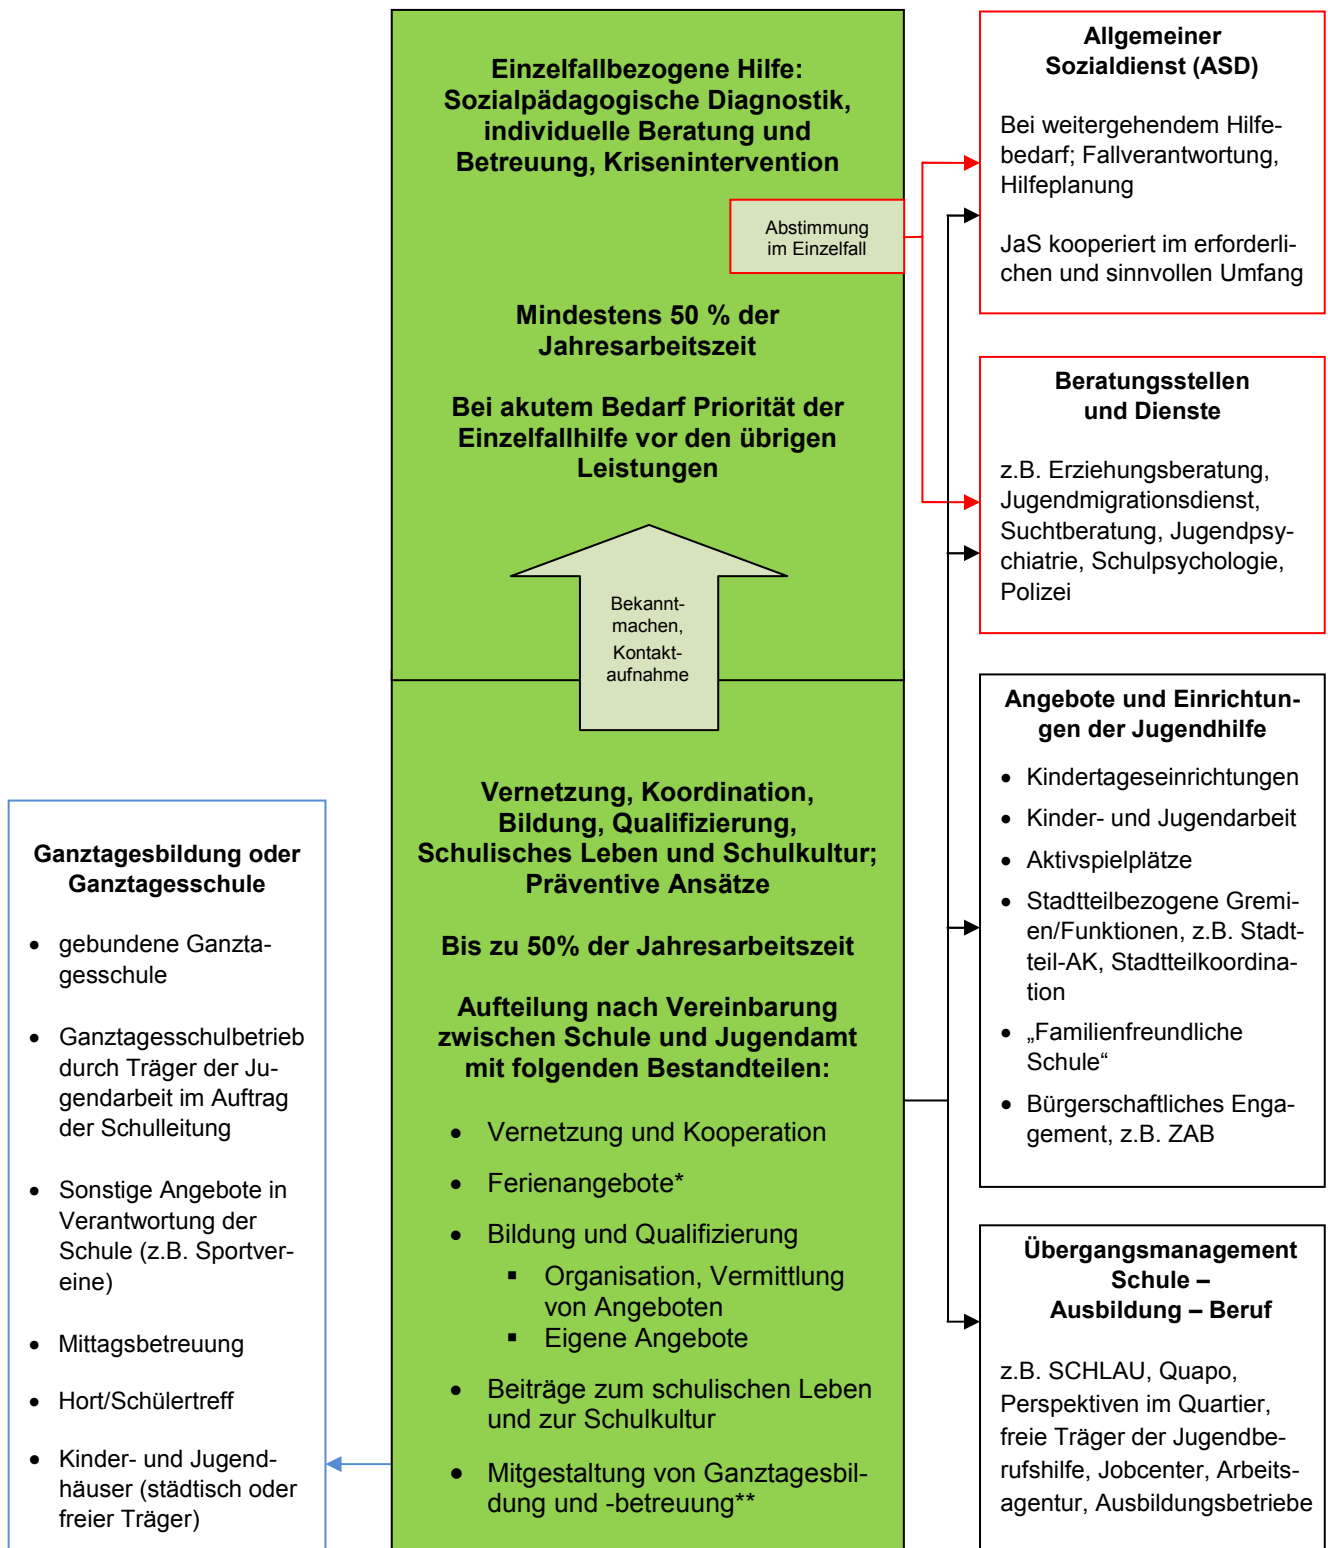 Einzelfallbezogene Hilfe:
Sozialpädagogische Diagnostik,
individuelle Beratung und
Betreuung, Krisenintervention
Abstimmung
im Einzelfall
Mindestens 50 % der
Jahresarbeitszeit
Bei akutem Bedarf Priorität der
Einzelfallhilfe vor den übrigen
Leistungen
Bekannt-
machen,
Kontakt-
aufnahme
Vernetzung, Koordination,
Bildung, Qualifizierung,
Schulisches Leben und Schulkultur;
Präventive Ansätze
Bis zu 50% der Jahresarbeitszeit
Aufteilung nach Vereinbarung
zwischen Schule und Jugendamt
mit folgenden Bestandteilen:
• Vernetzung und Kooperation
• Ferienangebote*
• Bildung und Qualifizierung
▪ Organisation, Vermittlung
von Angeboten
▪ Eigene Angebote
• Beiträge zum schulischen Leben
und zur Schulkultur
• Mitgestaltung von Ganztagesbil-
dung und -betreuung**
Ganztagesbildung oder
Ganztagesschule
• gebundene Ganzta-
gesschule
• Ganztagesschulbetrieb
durch Träger der Ju-
gendarbeit im Auftrag
der Schulleitung
• Sonstige Angebote in
Verantwortung der
Schule (z.B. Sportver-
eine)
• Mittagsbetreuung
• Hort/Schülertreff
• Kinder- und Jugend-
häuser (städtisch oder
freier Träger)
Allgemeiner
Sozialdienst (ASD)
Bei weitergehendem Hilfe-
bedarf; Fallverantwortung,
Hilfeplanung
JaS kooperiert im erforderli-
chen und sinnvollen Umfang
Beratungsstellen
und Dienste
z.B. Erziehungsberatung,
Jugendmigrationsdienst,
Suchtberatung, Jugendpsy-
chiatrie, Schulpsychologie,
Polizei
Angebote und Einrichtun-
gen der Jugendhilfe
• Kindertageseinrichtungen
• Kinder- und Jugendarbeit
• Aktivspielplätze
• Stadtteilbezogene Gremi-
en/Funktionen, z.B. Stadt-
teil-AK, Stadtteilkoordina-
tion
• „Familienfreundliche
Schule“
• Bürgerschaftliches Enga-
gement, z.B. ZAB
Übergangsmanagement
Schule –
Ausbildung – Beruf
z.B. SCHLAU, Quapo,
Perspektiven im Quartier,
freie Träger der Jugendbe-
rufshilfe, Jobcenter, Arbeits-
agentur, Ausbildungsbetriebe